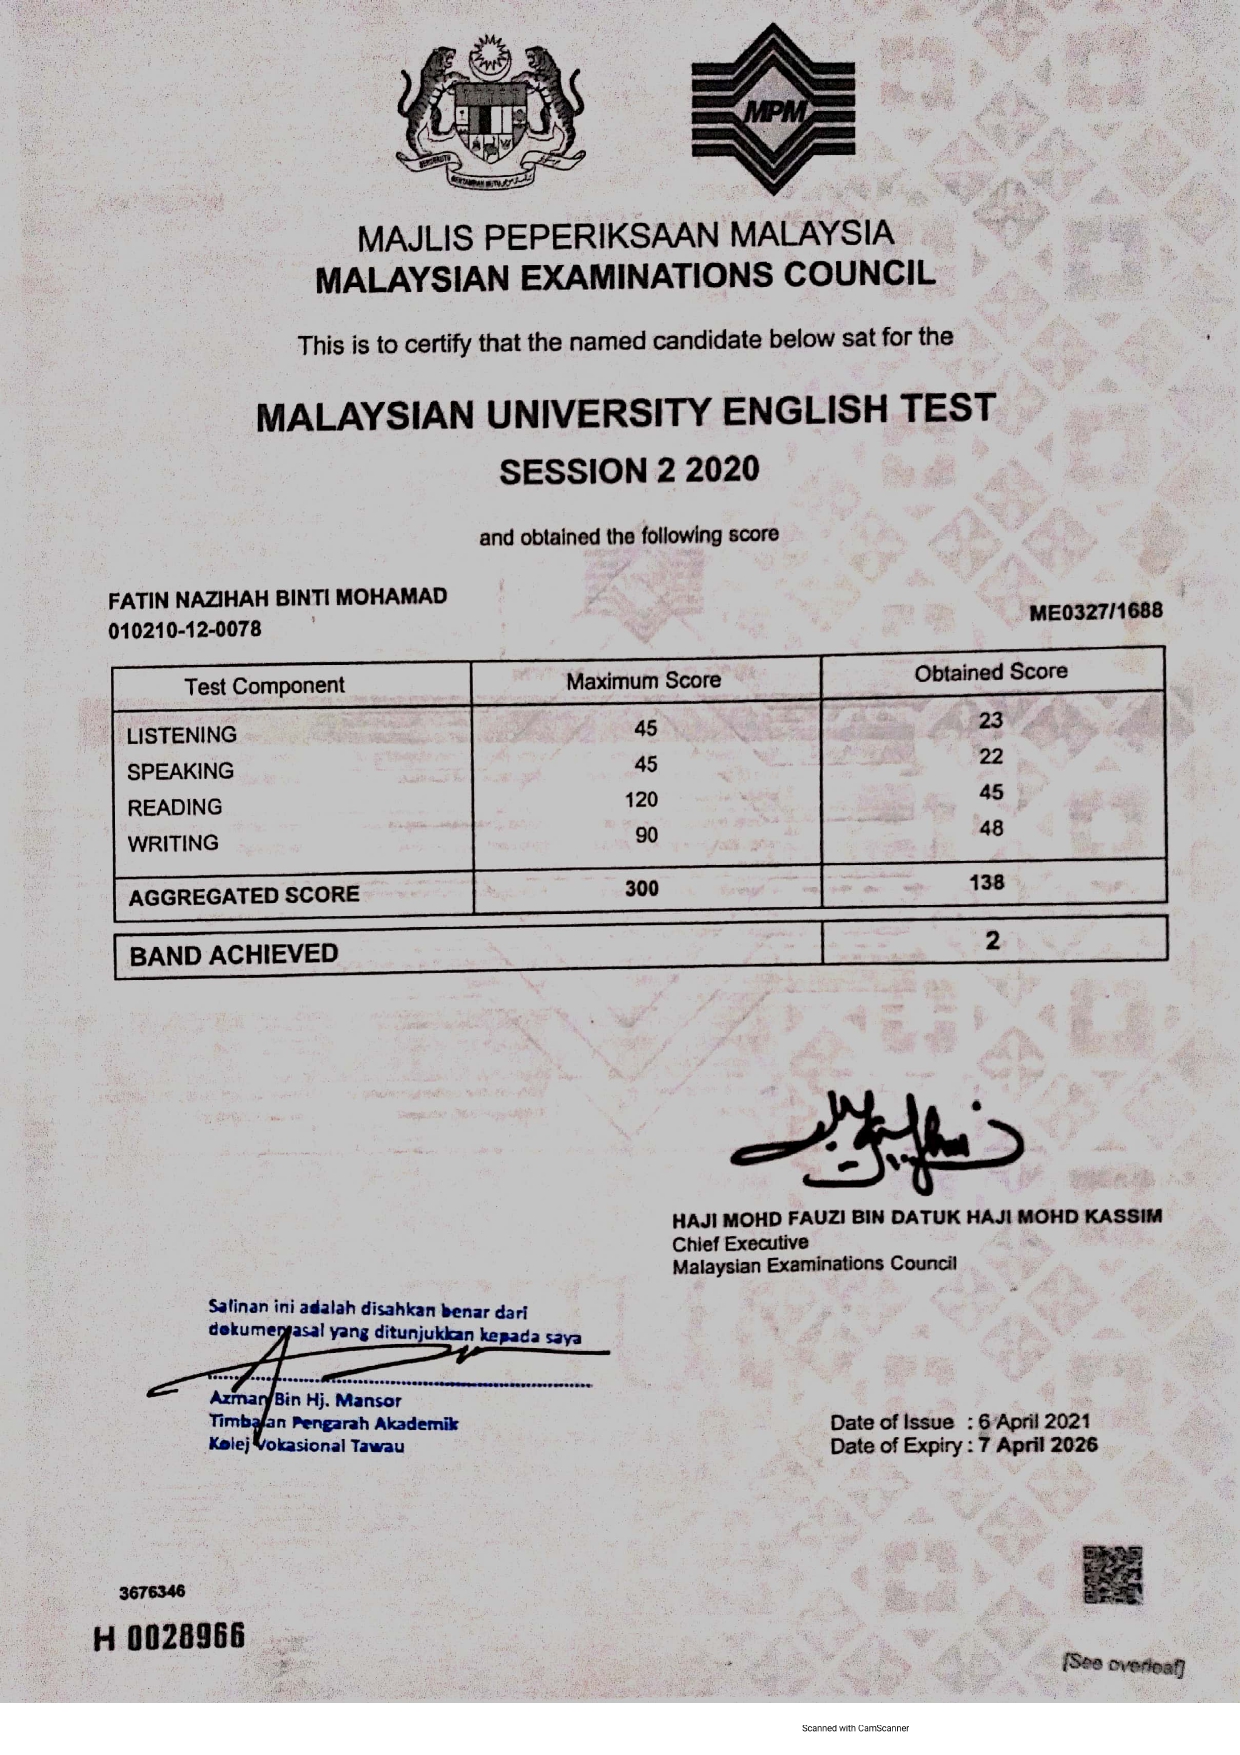 MPM
MAJLIS PEPERIKSAAN MALAYSIA
MALAYSIAN EXAMINATIONS COUNCIL
This is to certify that the named candidate below sat for the
MALAYSIAN UNIVERSITY ENGLISH TEST
SESSION 2 2020
and obtained the following score
FATIN NAZIHAH BINTI MOHAMAD
010210-12-0078
ME0327/1688
Test Component Maximum Score Obtained Score
LISTENING 45 23
SPEAKING 45 22
READING 120 45
WRITING 90 48
AGGREGATED SCORE 300 138
BAND ACHIEVED 2
HAJI MOHD FAUZI BIN DATUK HAJI MOHD KASSIM
Chief Executive
Malaysian Examinations Council
Salinan ini adalah disahkan benar dari
dokumen asal yang ditunjukkan kepada saya
Azman Bin Hj. Mansor
Timbalan Pengarah Akademik
Kolej Vokasional Tawau
Date of Issue : 6 April 2021
Date of Expiry : 7 April 2026
3676346
H 0028966
[See overleaf]
Scanned with CamScanner